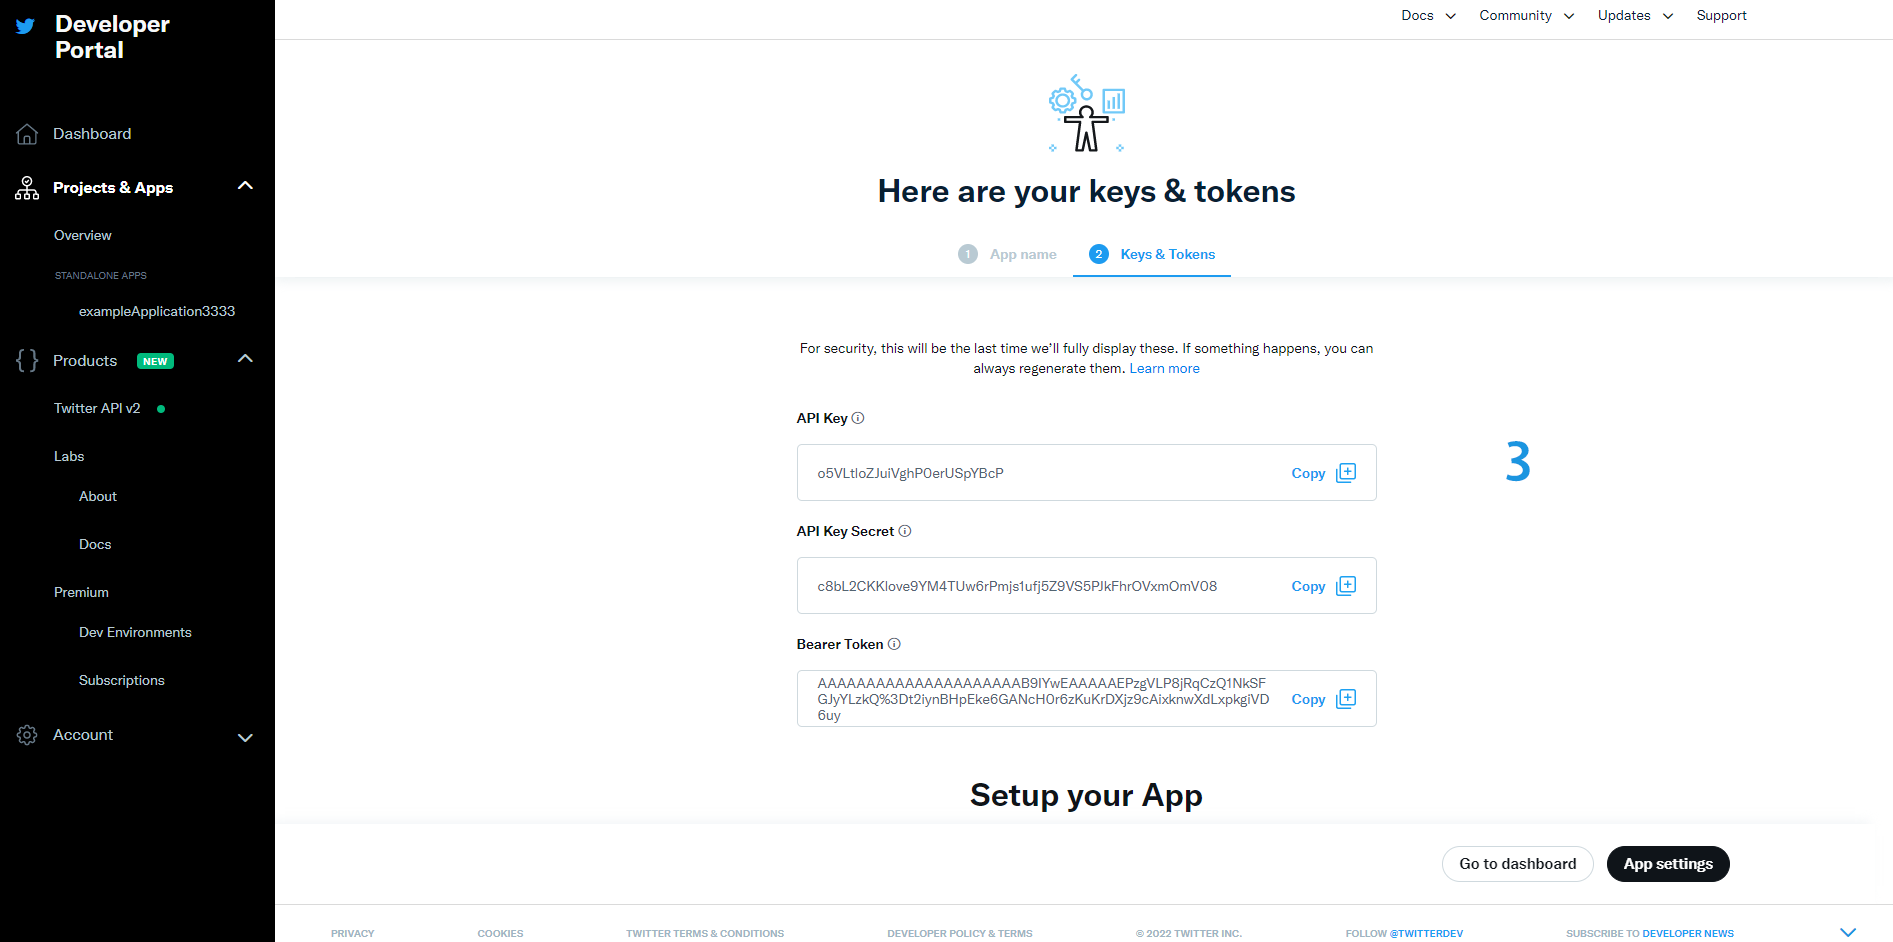 Developer
Portal
Docs
Community
Updates
Support
Dashboard
Projects & Apps
Overview
STANDALONE APPS
exampleApplication3333
Products
NEW
Twitter API v2
Labs
About
Docs
Premium
Dev Environments
Subscriptions
Account
Here are your keys & tokens
1 App name
2 Keys & Tokens
For security, this will be the last time we'll fully display these. If something happens, you can
always regenerate them. Learn more
API Key
o5VLtloZJuiVghP0erUSpYBcP
Copy
3
API Key Secret
c8bL2CKKlove9YM4TUw6rPmjs1ufj5Z9VS5PJkFhrOVxmOmV08
Copy
Bearer Token
AAAAAAAAAAAAAAAAAAAAAB9IYwEAAAAAEPzgVLP8jRqCzQ1NkSF
GJyYLzkQ%3Dt2iynBHpEke6GANcH0r6zKuKrDXjz9cAixknwXdLxpkgiVD
6uy
Copy
Setup your App
Go to dashboard
App settings
PRIVACY
COOKIES
TWITTER TERMS & CONDITIONS
DEVELOPER POLICY & TERMS
© 2022 TWITTER INC.
FOLLOW @TWITTERDEV
SUBSCRIBE TO DEVELOPER NEWS